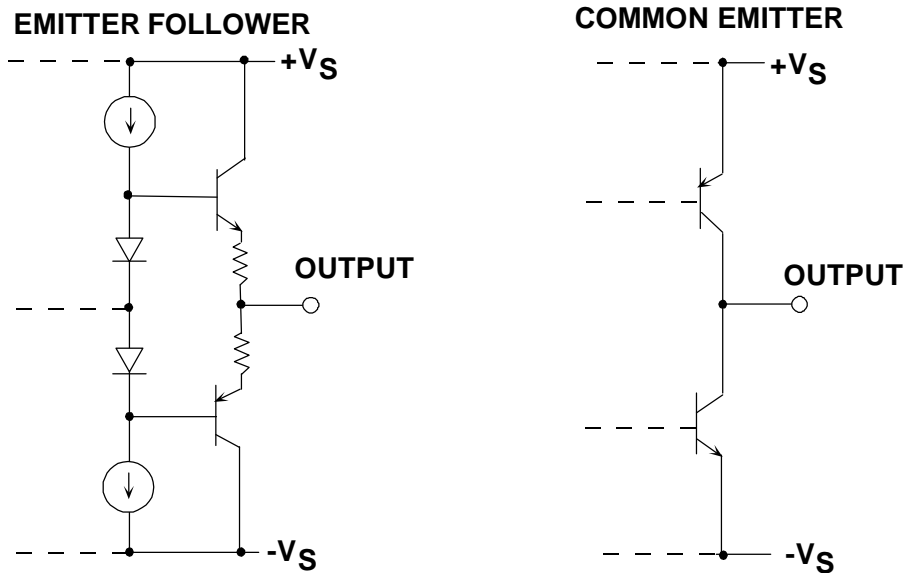 EMITTER FOLLOWER
+VS
OUTPUT
-VS
COMMON EMITTER
+VS
OUTPUT
-VS